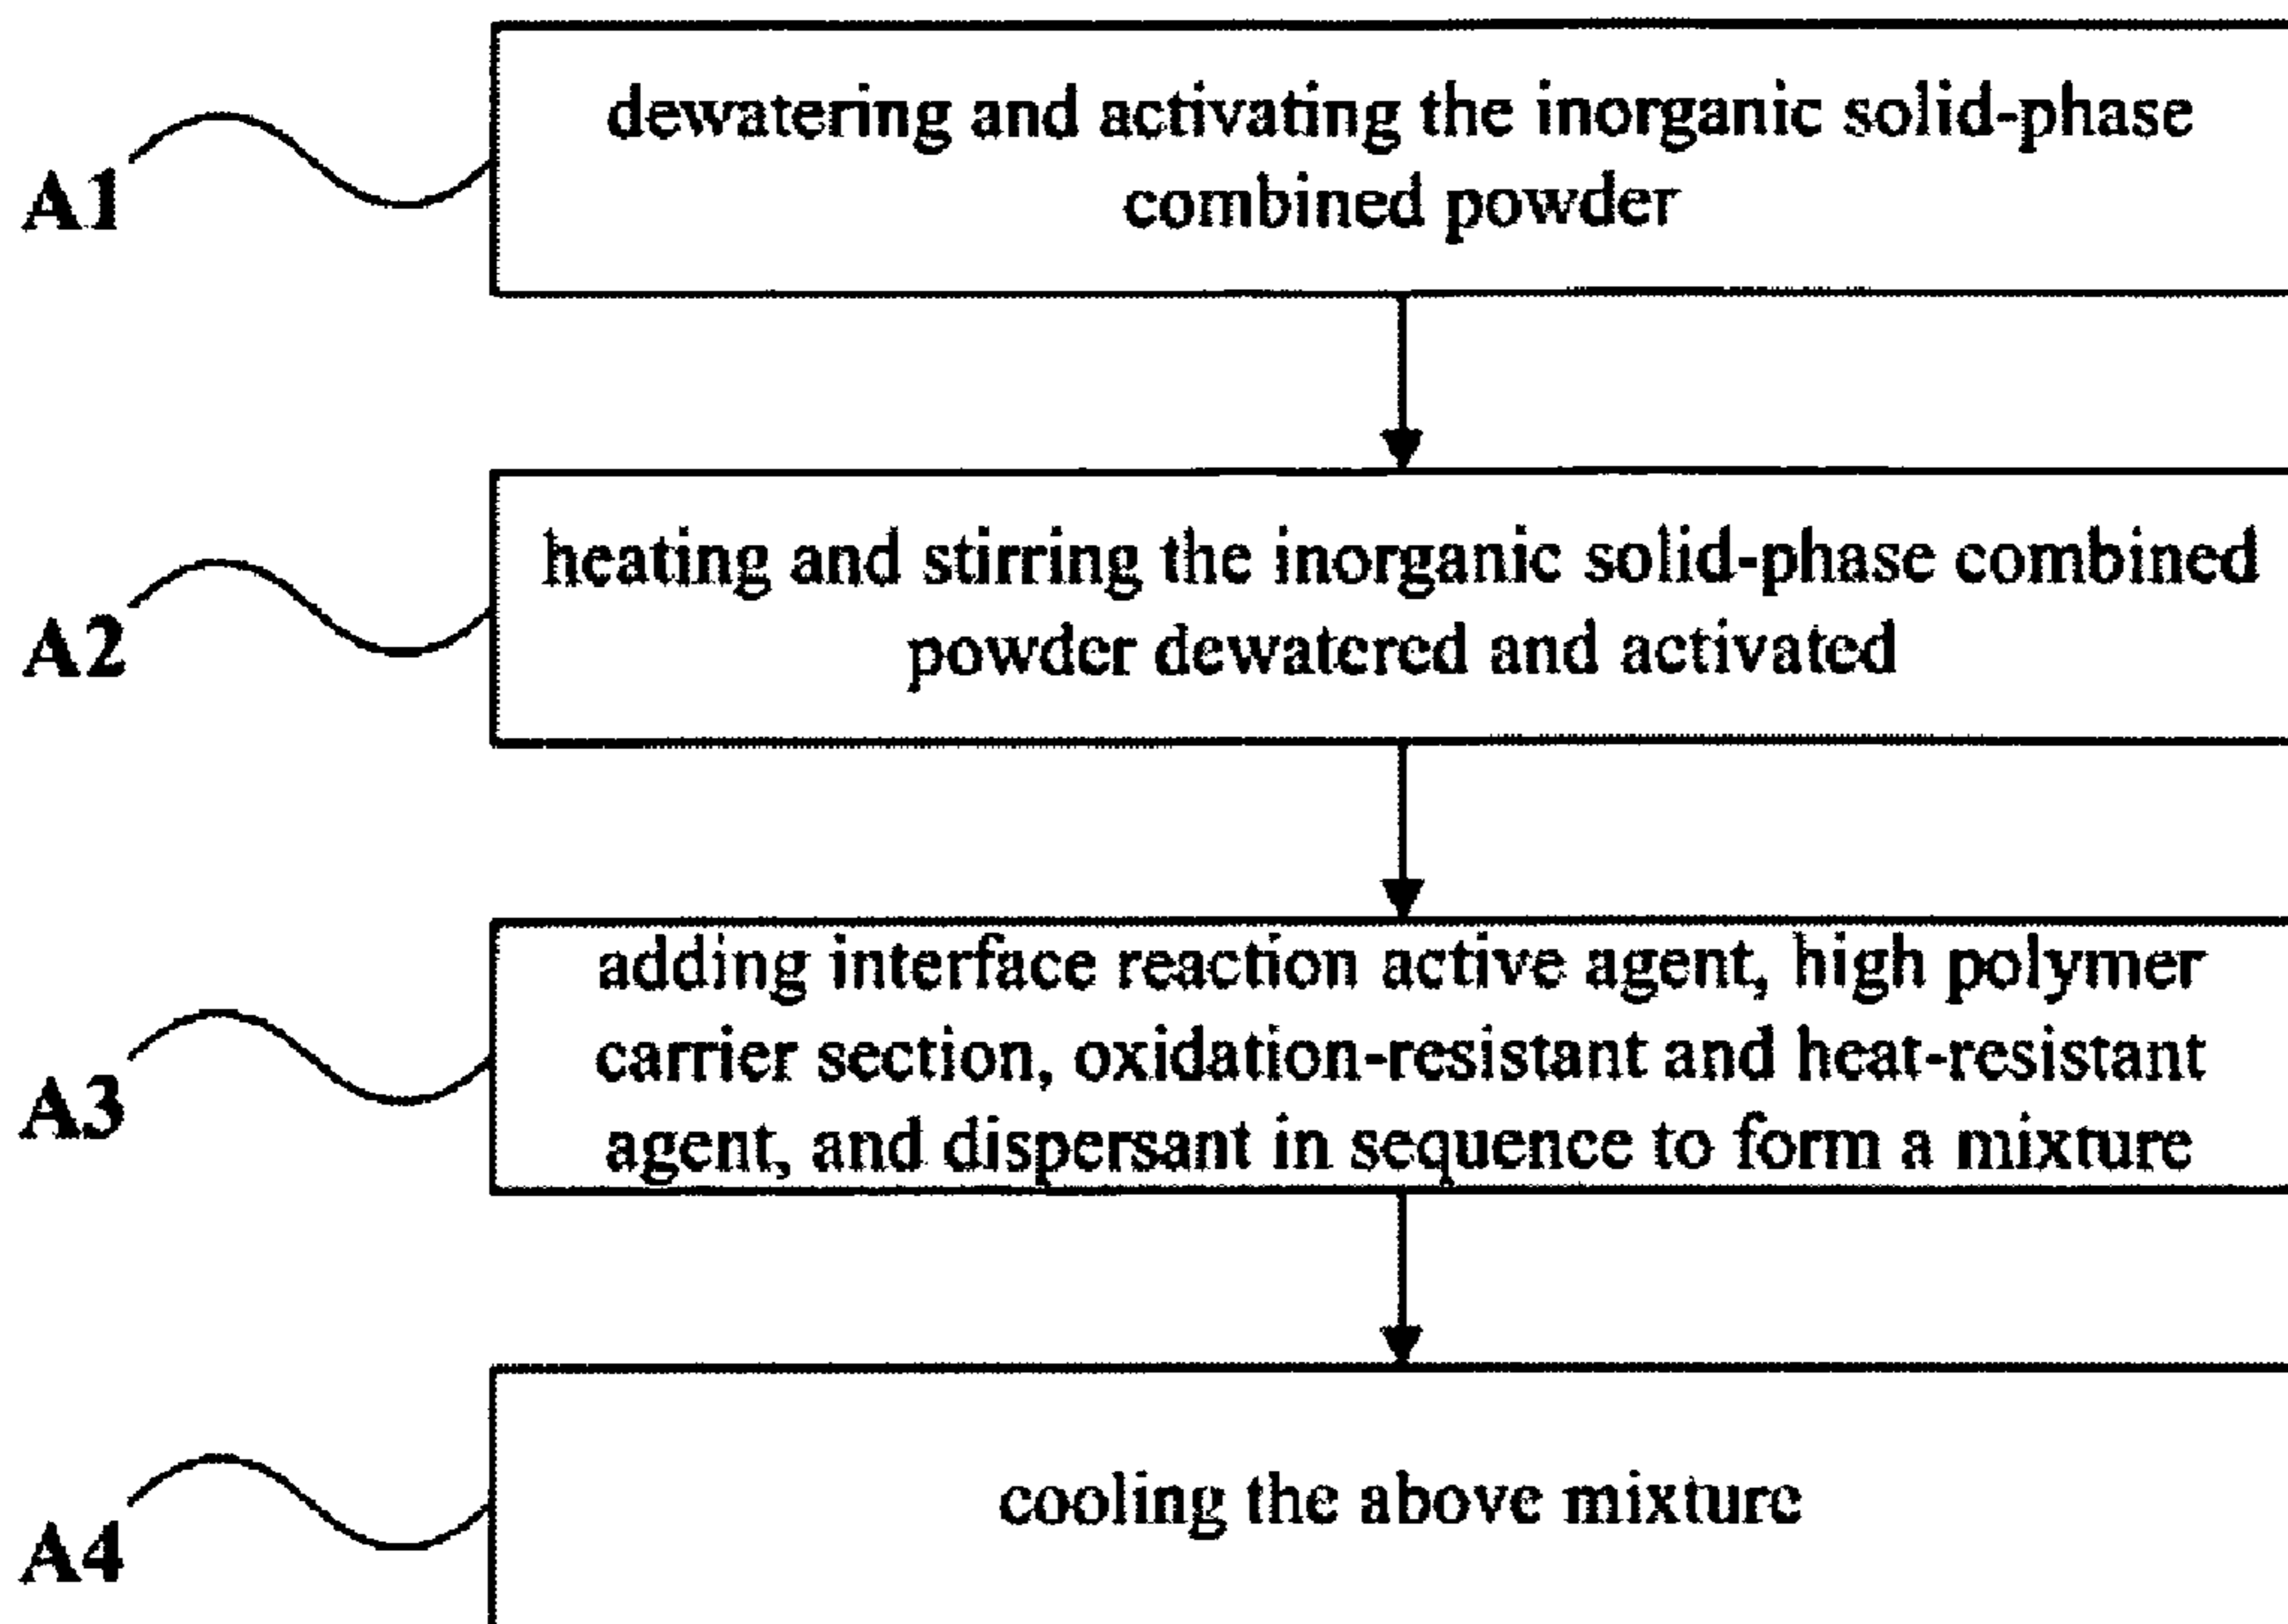 dewatering and activating the inorganic solid-phase
combined powder
A1
heating and stirring the inorganic solid-phase combined
powder dewatered and activated
A2
adding interface reaction active agent, high polymer
carrier section, oxidation-resistant and heat-resistant
agent, and dispersant in sequence to form a mixture
A3
cooling the above mixture
A4